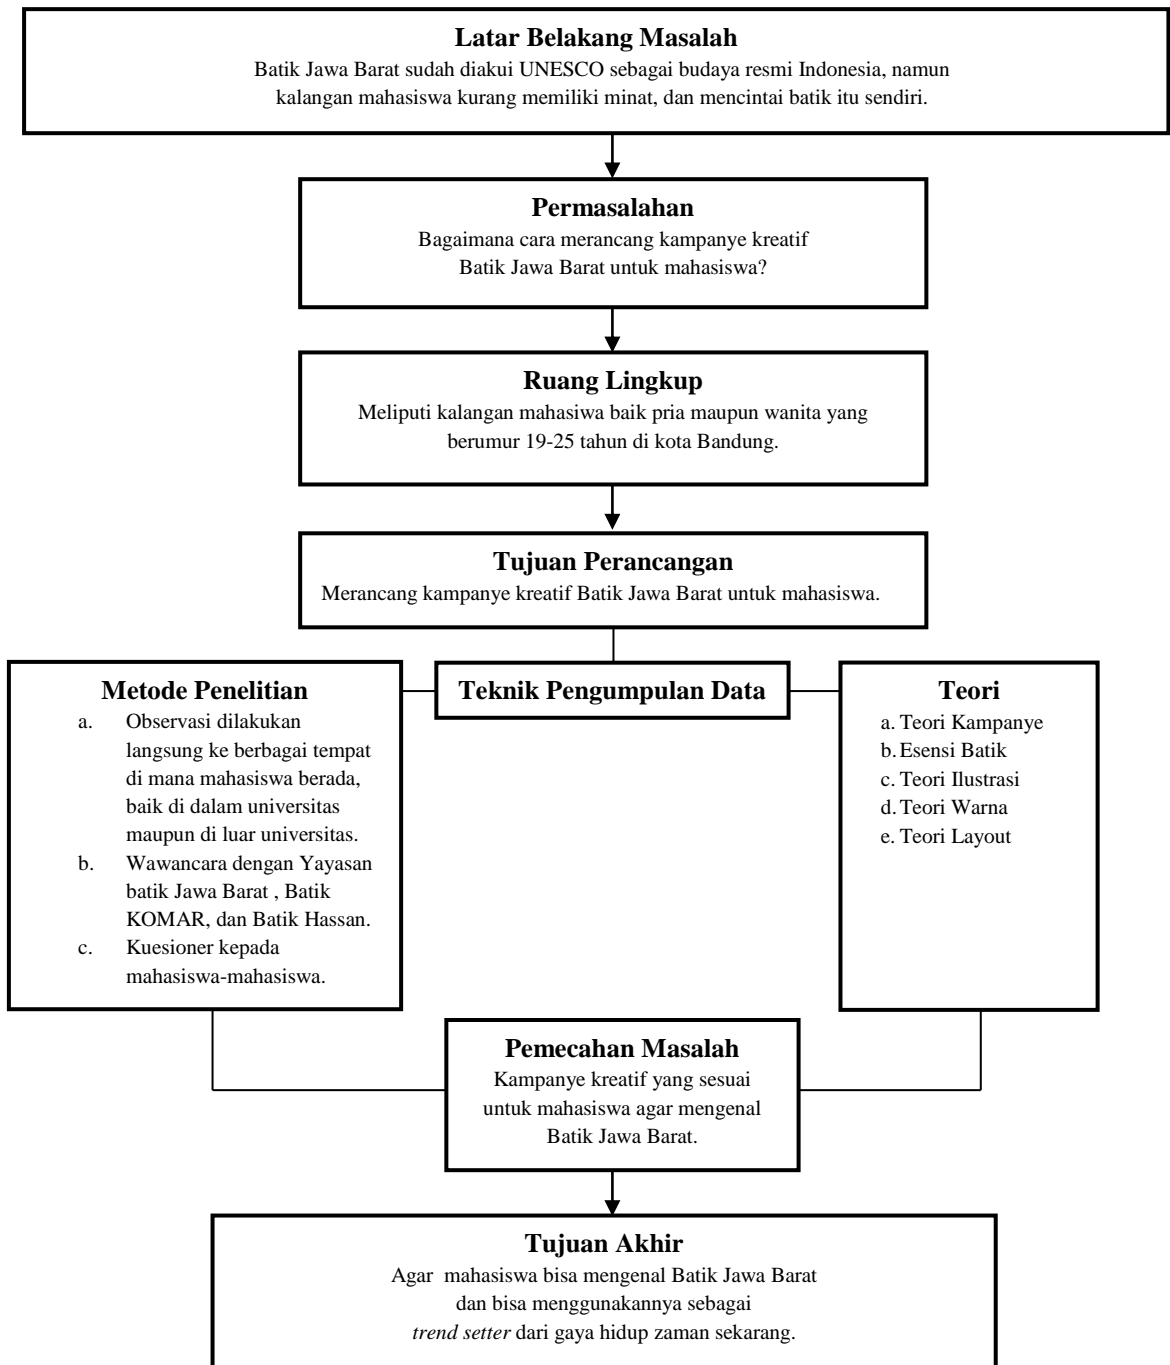 Latar Belakang Masalah
Batik Jawa Barat sudah diakui UNESCO sebagai budaya resmi Indonesia, namun
kalangan mahasiswa kurang memiliki minat, dan mencintai batik itu sendiri.
Permasalahan
Bagaimana cara merancang kampanye kreatif
Batik Jawa Barat untuk mahasiswa?
Ruang Lingkup
Meliputi kalangan mahasiwa baik pria maupun wanita yang
berumur 19-25 tahun di kota Bandung.
Tujuan Perancangan
Merancang kampanye kreatif Batik Jawa Barat untuk mahasiswa.
Metode Penelitian
a. Observasi dilakukan
langsung ke berbagai tempat
di mana mahasiswa berada,
baik di dalam universitas
maupun di luar universitas.
b. Wawancara dengan Yayasan
batik Jawa Barat , Batik
KOMAR, dan Batik Hassan.
c. Kuesioner kepada
mahasiswa-mahasiswa.
Teknik Pengumpulan Data
Teori
a. Teori Kampanye
b. Esensi Batik
c. Teori Ilustrasi
d. Teori Warna
e. Teori Layout
Pemecahan Masalah
Kampanye kreatif yang sesuai
untuk mahasiswa agar mengenal
Batik Jawa Barat.
Tujuan Akhir
Agar mahasiswa bisa mengenal Batik Jawa Barat
dan bisa menggunakannya sebagai
trend setter dari gaya hidup zaman sekarang.